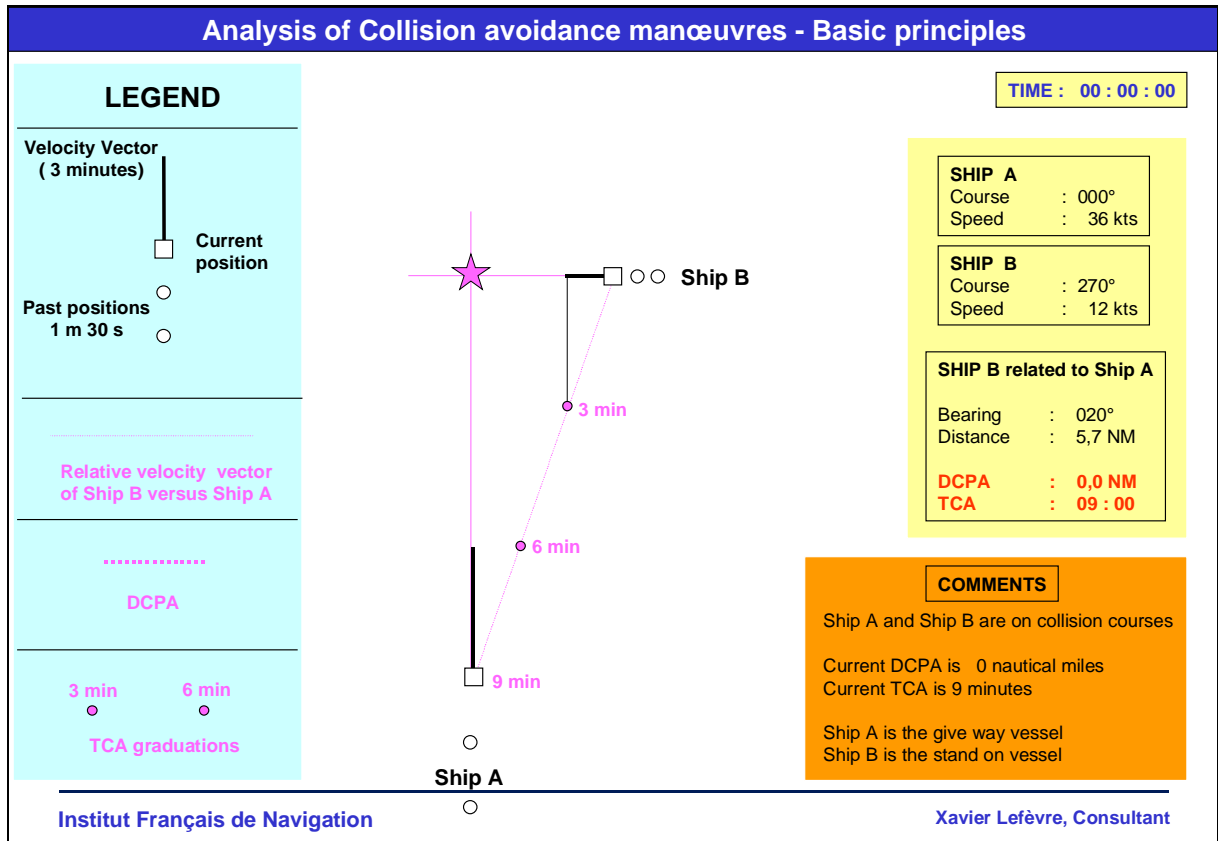 Analysis of Collision avoidance manœuvres - Basic principles
LEGEND
Velocity Vector
( 3 minutes)
Current
position
Past positions
1 m 30 s
Relative velocity vector
of Ship B versus Ship A
DCPA
3 min 6 min
TCA graduations
Ship B
3 min
6 min
9 min
Ship A
TIME : 00 : 00 : 00
SHIP A
Course : 000°
Speed : 36 kts
SHIP B
Course : 270°
Speed : 12 kts
SHIP B related to Ship A
Bearing : 020°
Distance : 5,7 NM
DCPA : 0,0 NM
TCA : 09 : 00
COMMENTS
Ship A and Ship B are on collision courses
Current DCPA is 0 nautical miles
Current TCA is 9 minutes
Ship A is the give way vessel
Ship B is the stand on vessel
Institut Français de Navigation
Xavier Lefèvre, Consultant